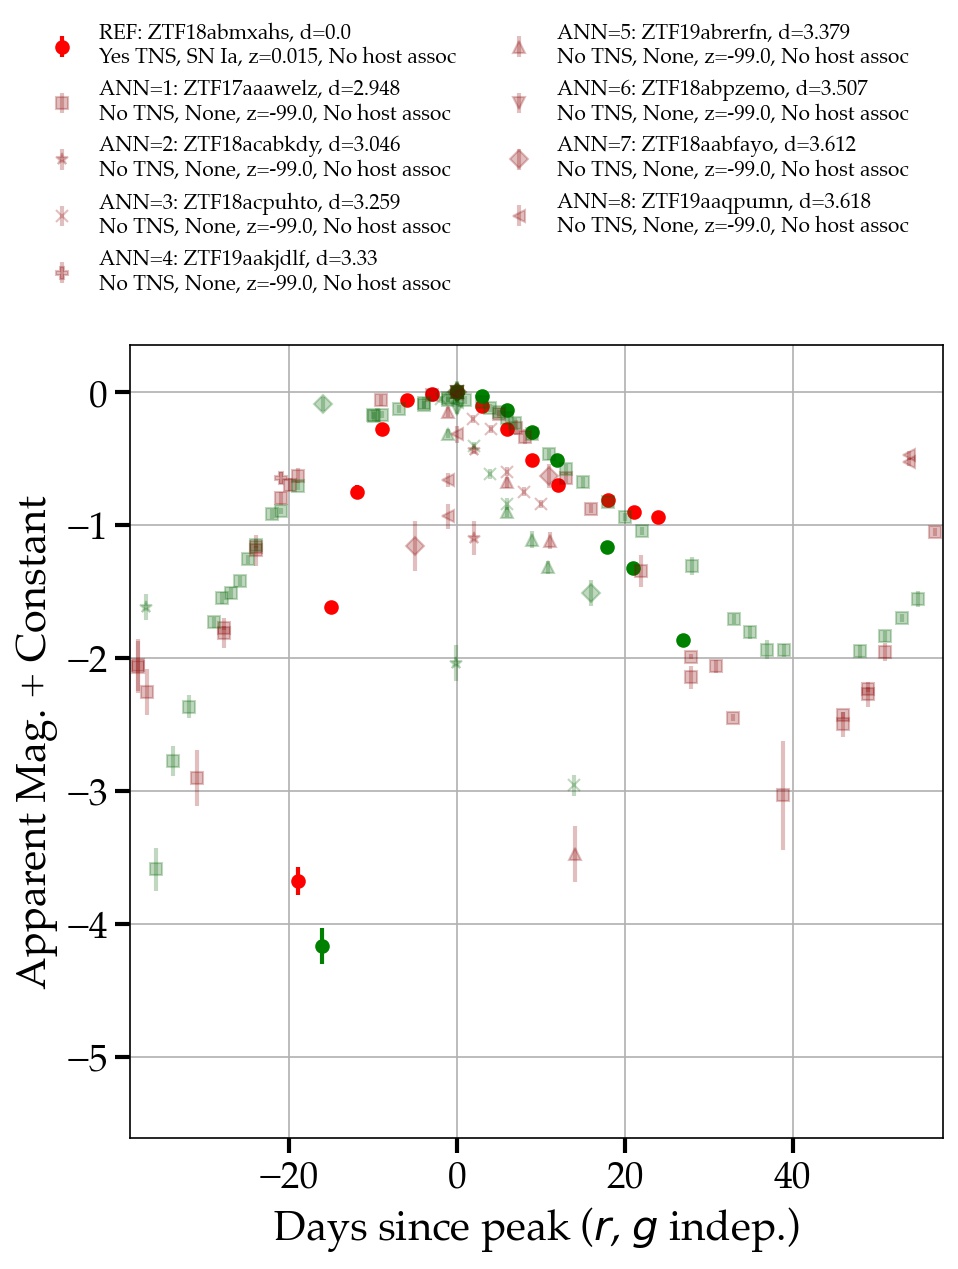 REF: ZTF18abmxahs, d=0.0
Yes TNS, SN Ia, z=0.015, No host assoc
ANN=1: ZTF17aaawelz, d=2.948
No TNS, None, z=-99.0, No host assoc
ANN=2: ZTF18acabkdy, d=3.046
No TNS, None, z=-99.0, No host assoc
ANN=3: ZTF18acpuhto, d=3.259
No TNS, None, z=-99.0, No host assoc
ANN=4: ZTF19aakjdlf, d=3.33
No TNS, None, z=-99.0, No host assoc
ANN=5: ZTF19abrerfn, d=3.379
No TNS, None, z=-99.0, No host assoc
ANN=6: ZTF18abpzemo, d=3.507
No TNS, None, z=-99.0, No host assoc
ANN=7: ZTF18aabfayo, d=3.612
No TNS, None, z=-99.0, No host assoc
ANN=8: ZTF19aaqpumn, d=3.618
No TNS, None, z=-99.0, No host assoc
Apparent Mag. + Constant
0
−1
−2
−3
−4
−5
−20
0
20
40
Days since peak (r, g indep.)